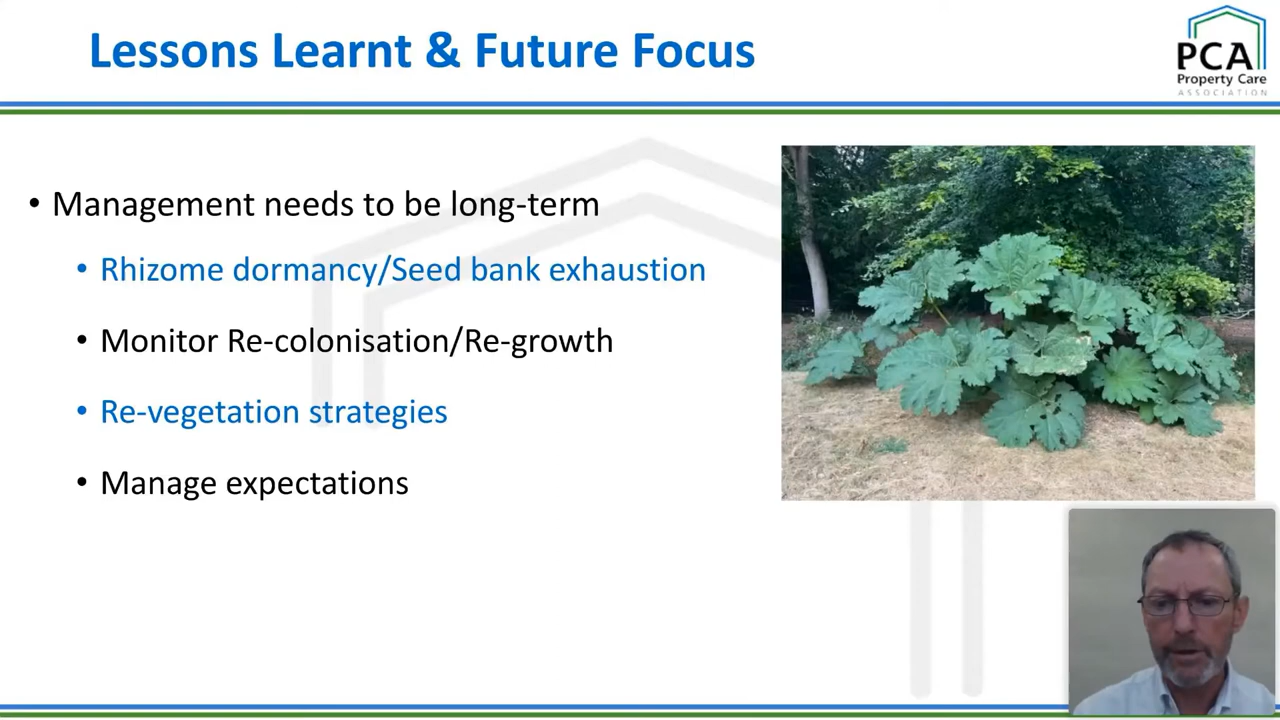 Lessons Learnt & Future Focus
PCA
Property Care
ASSOCIATION
• Management needs to be long-term
• Rhizome dormancy/Seed bank exhaustion
• Monitor Re-colonisation/Re-growth
• Re-vegetation strategies
• Manage expectations